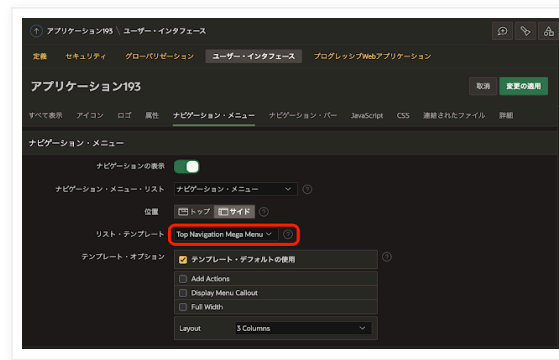 アプリケーション193 \ ユーザー・インタフェース
定義 セキュリティ グローバリゼーション ユーザー・インタフェース プログレッシブWebアプリケーション
アプリケーション193 取消 変更の適用
すべて表示 アイコン ロゴ 属性 ナビゲーション・メニュー ナビゲーション・バー JavaScript CSS 連結されたファイル 詳細
ナビゲーション・メニュー
ナビゲーションの表示
ナビゲーション・メニュー・リスト ナビゲーション・メニュー
位置 トップ サイド
リスト・テンプレート Top Navigation Mega Menu
テンプレート・オプション テンプレート・デフォルトの使用
Add Actions
Display Menu Callout
Full Width
Layout 3 Columns